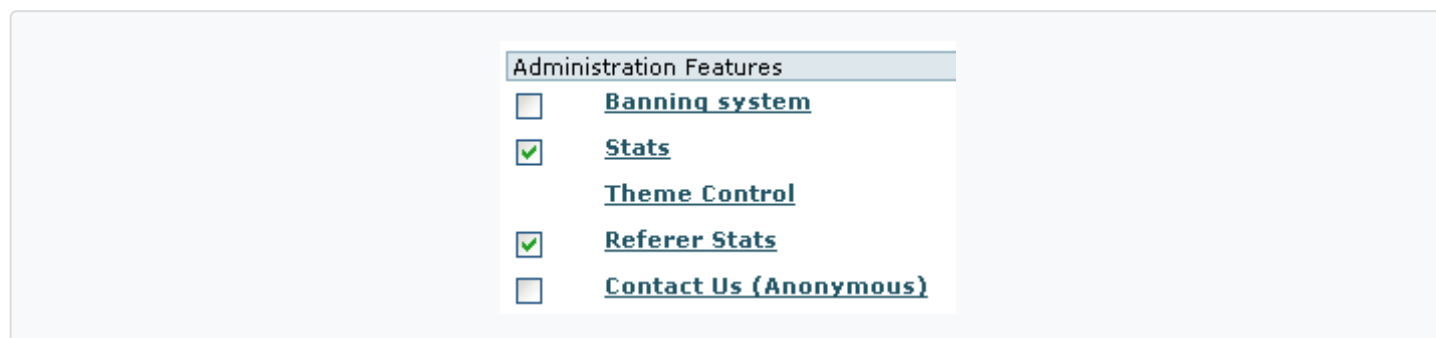 Administration Features
Banning system
Stats
Theme Control
Referer Stats
Contact Us (Anonymous)